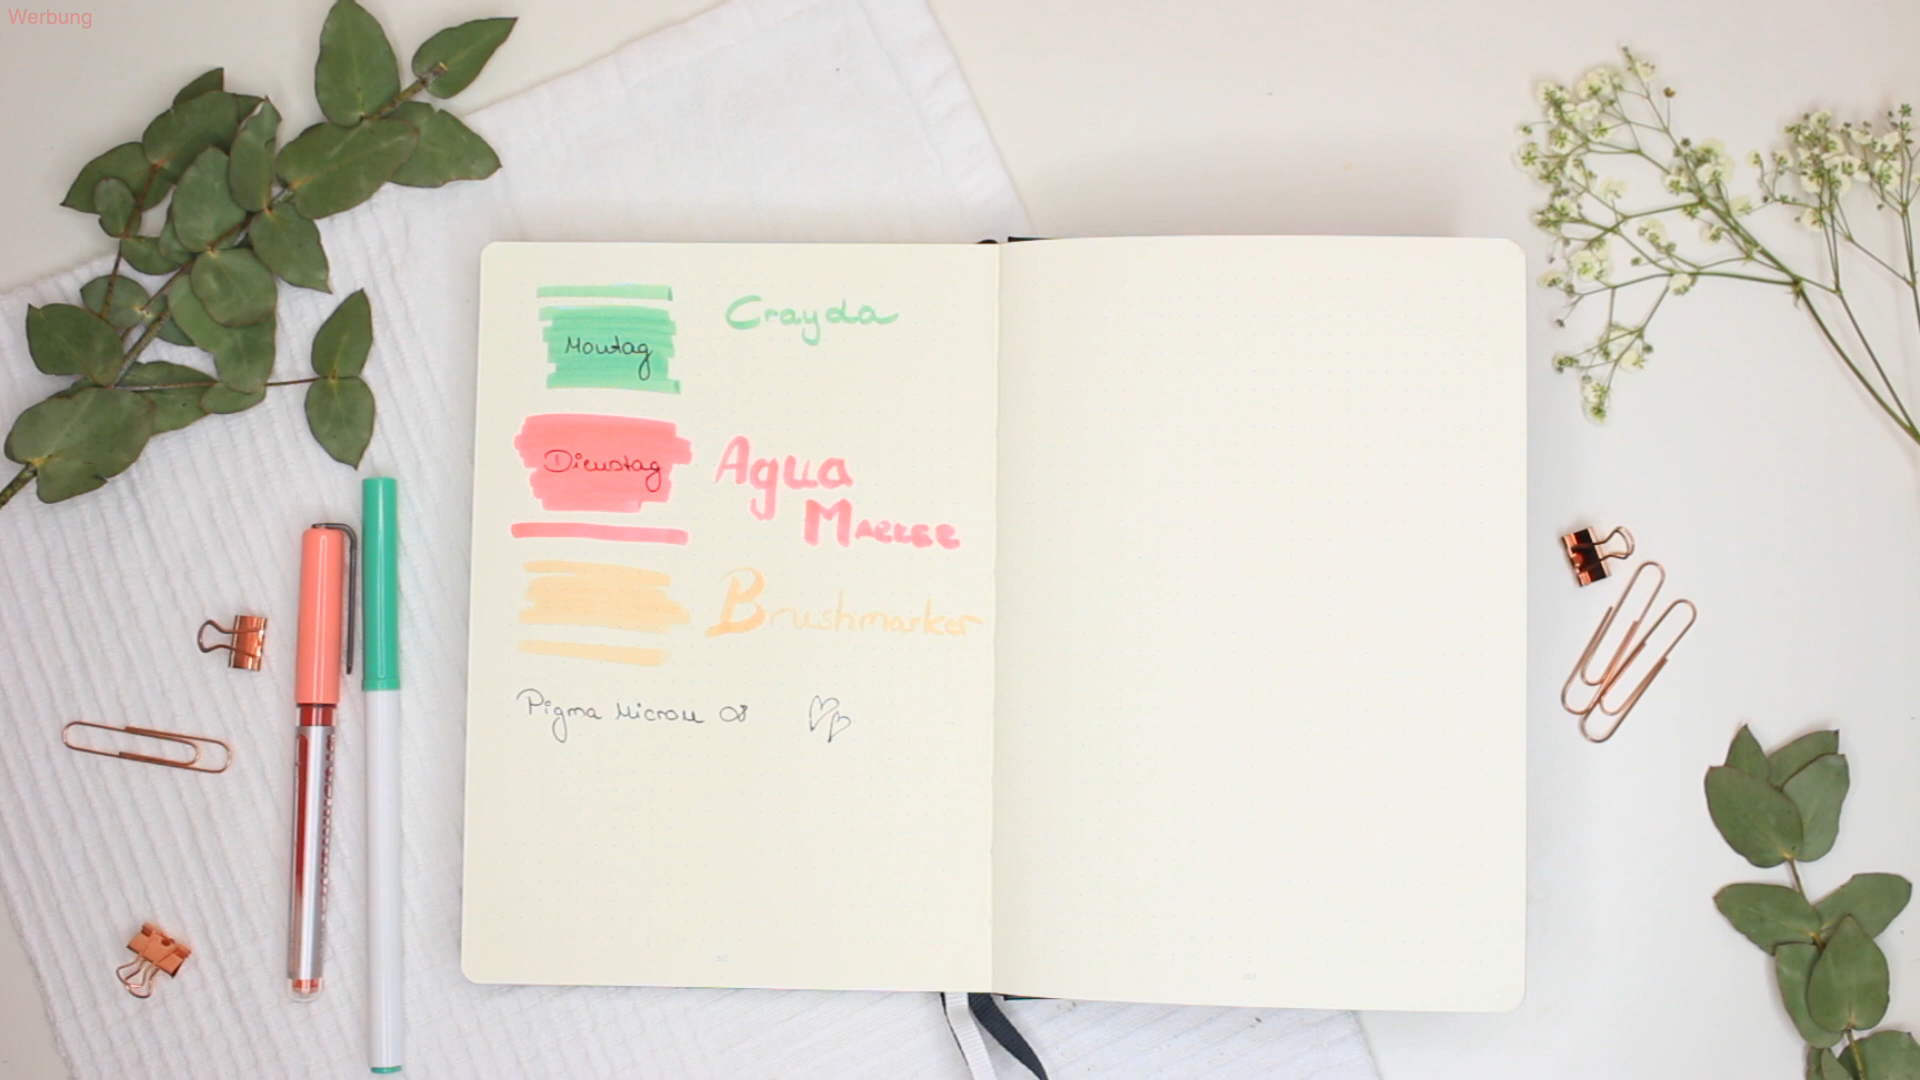 Werbung
Crayola
Montag
Dienstag
Aqua
Marker
Brushmarker
Pigma Micron 08